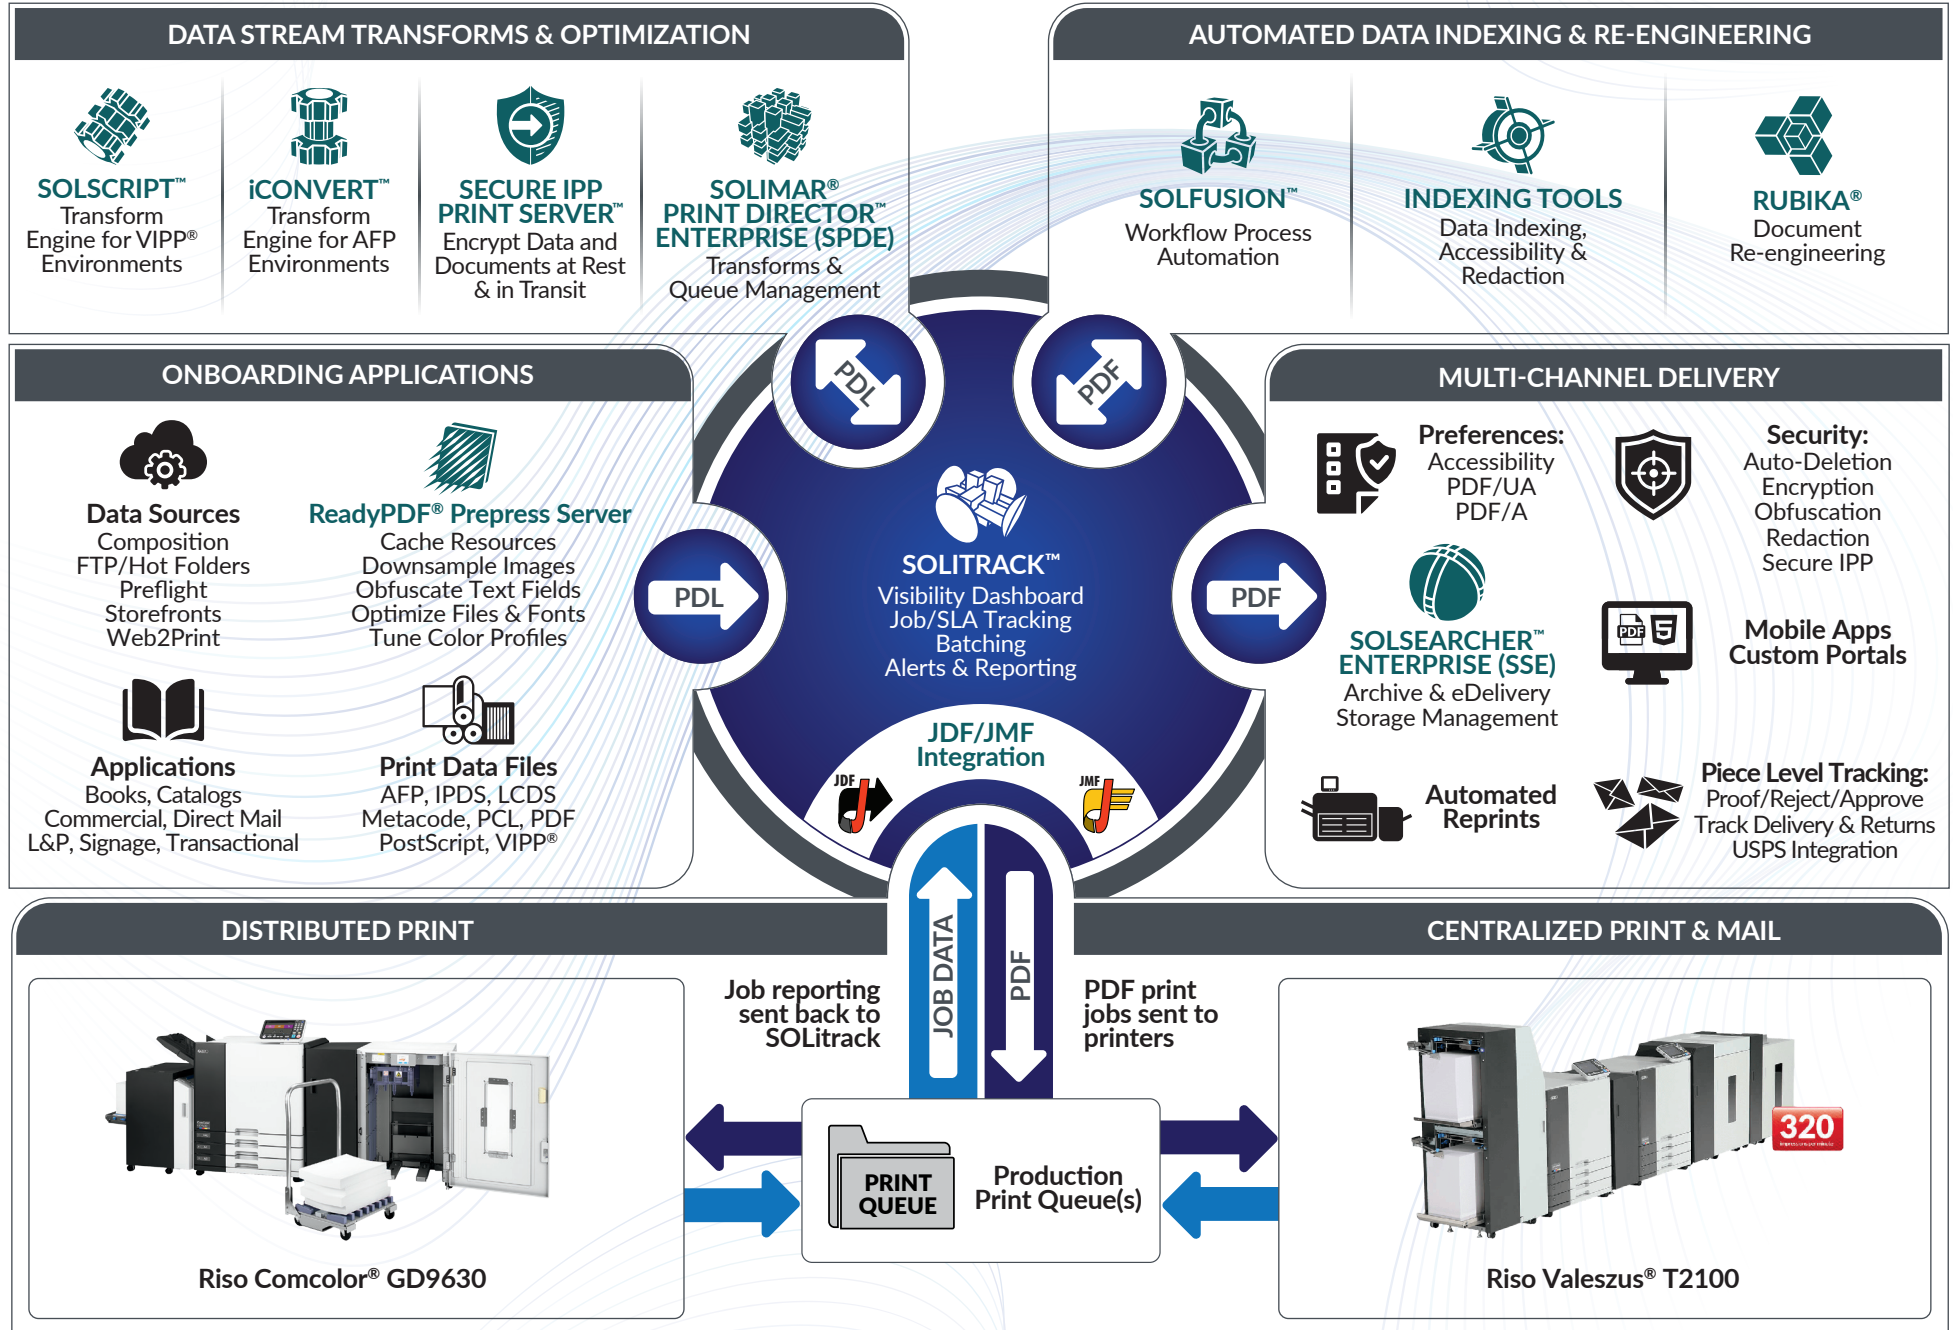 DATA STREAM TRANSFORMS & OPTIMIZATION
SOLSCRIPT™
Transform
Engine for VIPP®
Environments
iCONVERT™
Transform
Engine for AFP
Environments
SECURE IPP
PRINT SERVER™
Encrypt Data and
Documents at Rest
& in Transit
SOLIMAR®
PRINT DIRECTOR™
ENTERPRISE (SPDE)
Transforms &
Queue Management
AUTOMATED DATA INDEXING & RE-ENGINEERING
SOLFUSION™
Workflow Process
Automation
INDEXING TOOLS
Data Indexing,
Accessibility &
Redaction
RUBIKA®
Document
Re-engineering
PDL
PDF
ONBOARDING APPLICATIONS
Data Sources
Composition
FTP/Hot Folders
Preflight
Storefronts
Web2Print
ReadyPDF® Prepress Server
Cache Resources
Downsample Images
Obfuscate Text Fields
Optimize Files & Fonts
Tune Color Profiles
Applications
Books, Catalogs
Commercial, Direct Mail
L&P, Signage, Transactional
Print Data Files
AFP, IPDS, LCDS
Metacode, PCL, PDF
PostScript, VIPP®
PDL
SOLITRACK™
Visibility Dashboard
Job/SLA Tracking
Batching
Alerts & Reporting
JDF/JMF
Integration
JDF
JMF
PDF
MULTI-CHANNEL DELIVERY
Preferences:
Accessibility
PDF/UA
PDF/A
Security:
Auto-Deletion
Encryption
Obfuscation
Redaction
Secure IPP
SOLSEARCHER™
ENTERPRISE (SSE)
Archive & eDelivery
Storage Management
PDF
5
Mobile Apps
Custom Portals
Automated
Reprints
Piece Level Tracking:
Proof/Reject/Approve
Track Delivery & Returns
USPS Integration
DISTRIBUTED PRINT
CENTRALIZED PRINT & MAIL
Job reporting
sent back to
SOLitrack
JOB DATA
PDF
PDF print
jobs sent to
printers
PRINT
QUEUE
Production
Print Queue(s)
Riso Comcolor® GD9630
320
impressions per minute
Riso Valeszus® T2100